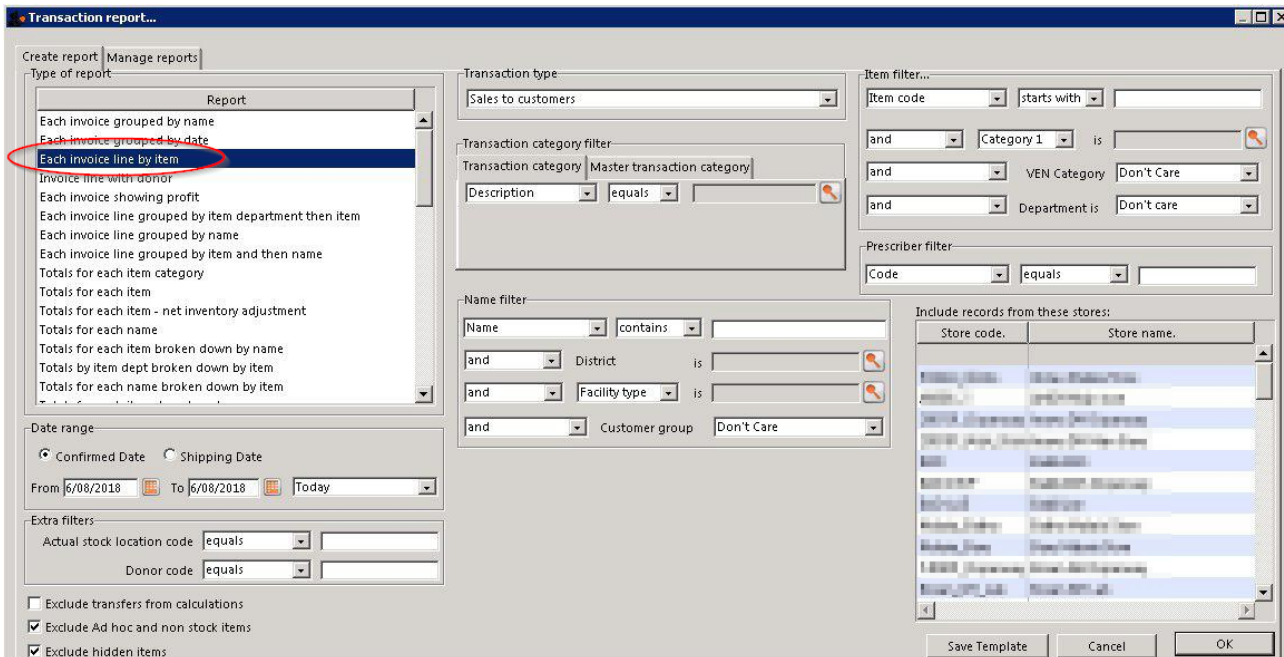 Transaction report...
Create report Manage reports
Type of report
Report
Each invoice grouped by name
Each invoice grouped by date
Each invoice line by item
Invoice line with donor
Each invoice showing profit
Each invoice line grouped by item department then item
Each invoice line grouped by name
Each invoice line grouped by item and then name
Totals for each item category
Totals for each item
Totals for each item - net inventory adjustment
Totals for each name
Totals for each item broken down by name
Totals by item dept broken down by item
Totals for each name broken down by item
Date range
Confirmed Date Shipping Date
From 6/08/2018 To 6/08/2018 Today
Extra filters
Actual stock location code equals
Donor code equals
Exclude transfers from calculations
Exclude Ad hoc and non stock items
Exclude hidden items
Transaction type
Sales to customers
Transaction category filter
Transaction category Master transaction category
Description equals
Name filter
Name contains
and District is
and Facility type is
and Customer group Don't Care
Item filter...
Item code starts with
and Category 1 is
and VEN Category Don't Care
and Department is Don't care
Prescriber filter
Code equals
Include records from these stores:
Store code. Store name.
Save Template Cancel OK